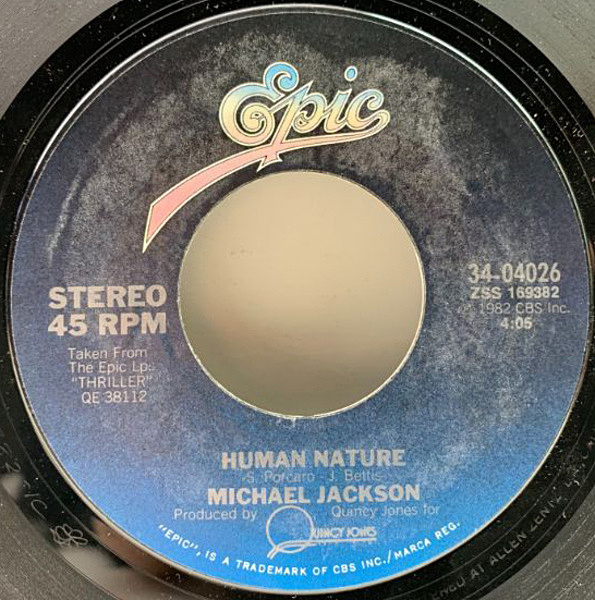 Epic
34-04026
ZSS 169382
℗ 1982 CBS Inc.
4:05
STEREO
45 RPM
Taken From
The Epic Lp:
"THRILLER"
QE 38112
HUMAN NATURE
-S. Porcaro - J. Bettis-
MICHAEL JACKSON
Produced by Quincy Jones for
QUINCY JONES
"EPIC", IS A TRADEMARK OF CBS INC./MARCA REG.
AT ALLEN